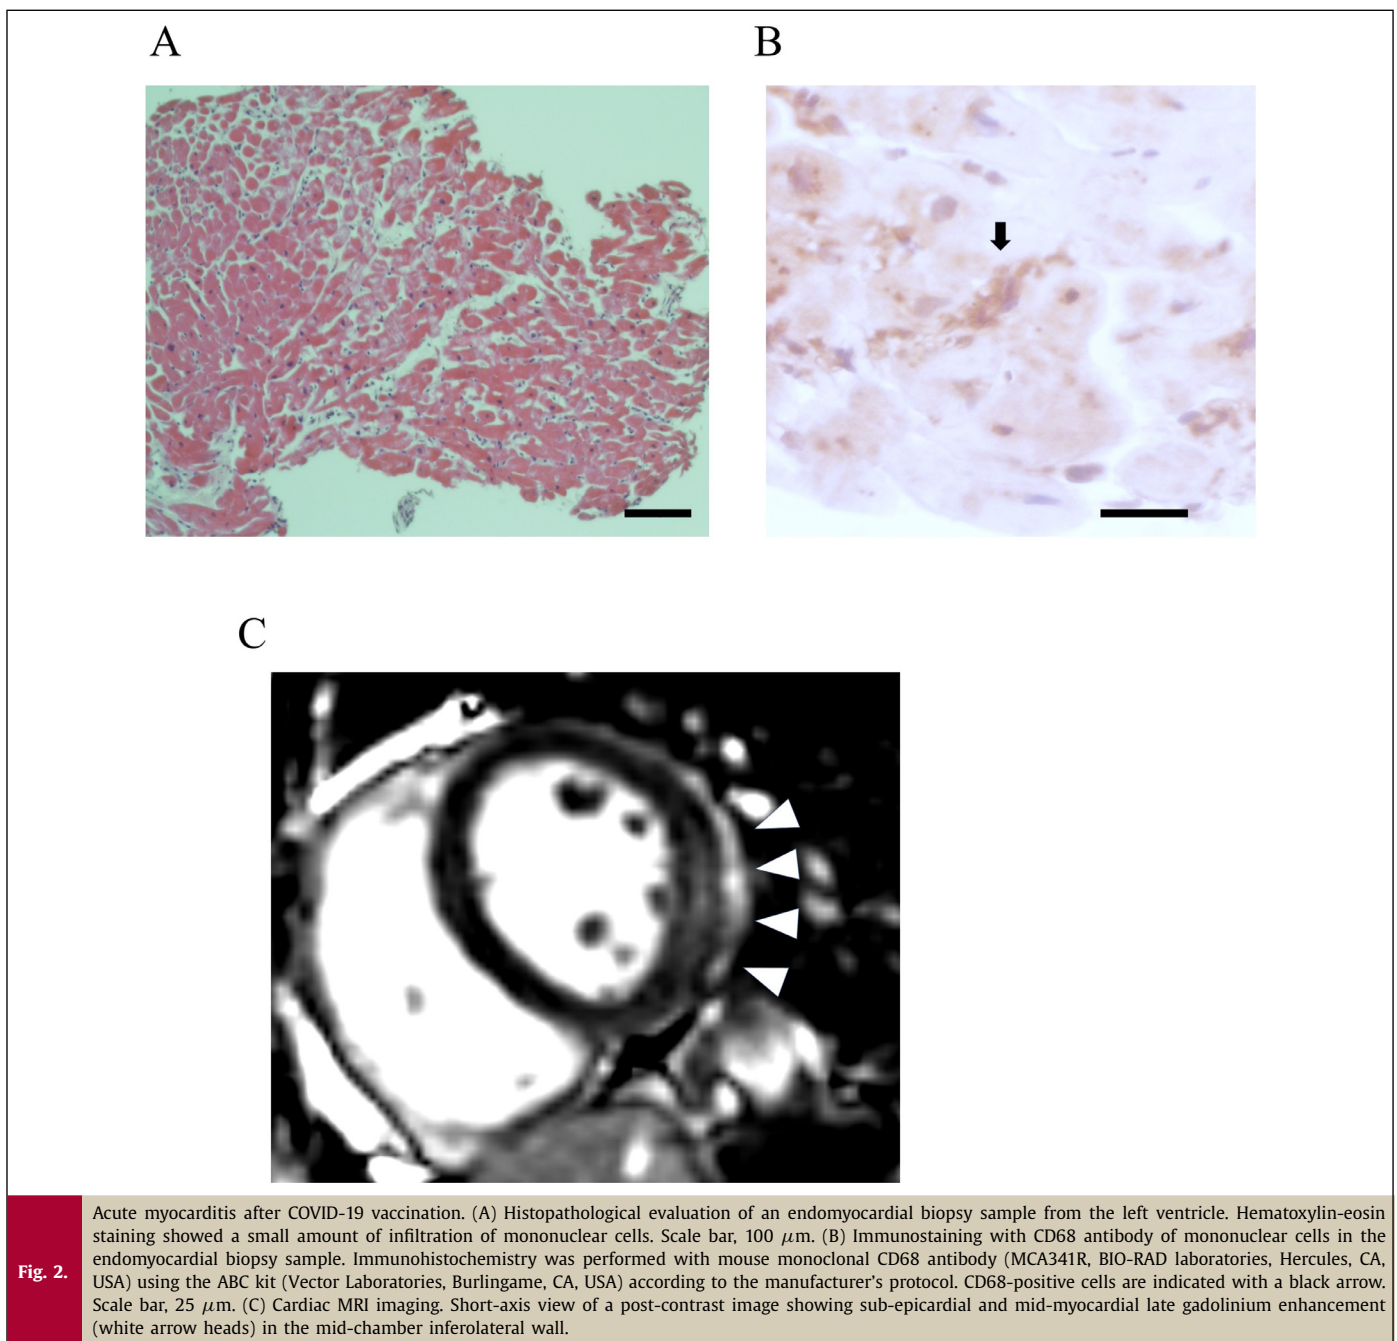 A
B
C
Fig. 2.
Acute myocarditis after COVID-19 vaccination. (A) Histopathological evaluation of an endomyocardial biopsy sample from the left ventricle. Hematoxylin-eosin
staining showed a small amount of infiltration of mononuclear cells. Scale bar, 100 μm. (B) Immunostaining with CD68 antibody of mononuclear cells in the
endomyocardial biopsy sample. Immunohistochemistry was performed with mouse monoclonal CD68 antibody (MCA341R, BIO-RAD laboratories, Hercules, CA,
USA) using the ABC kit (Vector Laboratories, Burlingame, CA, USA) according to the manufacturer's protocol. CD68-positive cells are indicated with a black arrow.
Scale bar, 25 μm. (C) Cardiac MRI imaging. Short-axis view of a post-contrast image showing sub-epicardial and mid-myocardial late gadolinium enhancement
(white arrow heads) in the mid-chamber inferolateral wall.